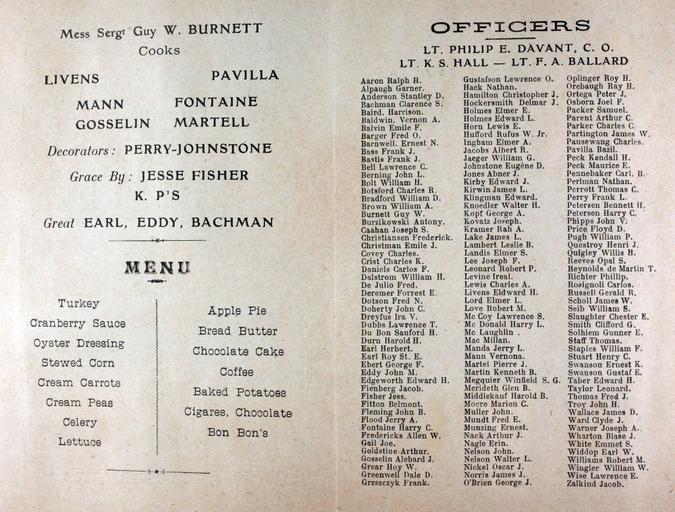 Mess Sergt Guy W. BURNETT
Cooks
LIVENS PAVILLA
MANN FONTAINE
GOSSELIN MARTELL
Decorators: PERRY-JOHNSTONE
Grace By: JESSE FISHER
K. P'S
Great EARL, EDDY, BACHMAN
MENU
Turkey
Cranberry Sauce
Oyster Dressing
Stewed Corn
Cream Carrots
Cream Peas
Celery
Lettuce
Apple Pie
Bread Butter
Chocolate Cake
Coffee
Baked Potatoes
Cigares, Chocolate
Bon Bon's
OFFICERS
LT. PHILIP E. DAVANT, C. O.
LT. K. S. HALL — LT. F. A. BALLARD
Aaron Ralph H.
Alpaugh Garner.
Anderson Stantley D.
Bachman Clarence S.
Baird. Harrison.
Baldwin. Vernon A.
Balvin Emile F.
Barger Fred O.
Barnwell. Ernest N.
Bass Frank J.
Bastis Frank J.
Bell Lawrence C.
Berning John L.
Bolt William H.
Botsford Charles R.
Bradford William D.
Brown William A.
Burnett Guy W.
Burzikowski Antony.
Caahan Joseph S.
Christiansen Frederick.
Christman Emile J.
Covey Charles.
Crist Charles K.
Daniels Carlos F.
Dalstrom William H.
De Julio Fred.
Deremer Forrest E.
Dotson Fred N.
Doherty John C.
Dreyfus Ira V.
Dubbs Lawrence T.
Du Bon Sanford H.
Durn Harold H.
Earl Herbert.
Earl Roy St. E.
Ebert George F.
Eddy John M.
Edgeworth Edward H.
Fienberg Jacob.
Fisher Jess.
Fitton Belmont.
Fleming John B.
Flood Jerry A.
Fontaine Harry C.
Fredericks Allen W.
Gail Joe.
Goldstine Arthur.
Gosselin Alebard J.
Grear Hoy W.
Greenwell Dale D.
Grzszczyk Frank.
Gustafson Lewrence O.
Hack Nathan.
Hamilton Christopher J.
Hockersmith Delmar J.
Holmes Elmer E.
Holmes Edward L.
Horn Lewis E.
Hufford Rufus W. Jr.
Ingham Elmer A.
Jacobs Albert R.
Jaeger William G.
Johnstone Eugène D.
Jones Abner J.
Kirby Edward J.
Kirwin James L.
Klingman Edward.
Knoedler Walter H.
Kopf George A.
Kovatz Joseph.
Kramer Rah A.
Lake James L.
Lambert Leslie B.
Landis Elmer S.
Lee Joseph F.
Leonard Robert P.
Levine Ireal.
Lewis Charles A.
Livens Eldward H.
Lord Elmer L.
Love Robert M.
Mc Coy Lawrence S.
Mc Donald Harry L.
Mc Laughlin.
Mac Millan.
Manda Jerry L.
Mann Vernona.
Martel Pierre J.
Martin Kenneth B.
Megquier Winfield S. G.
Merideth Glen B.
Middlekauf Harold B.
Mocre Marion C.
Muller John.
Mundt Fred E.
Munzing Ernest.
Nack Arthur J.
Nagle Erin.
Nelson John.
Nelson Walter L.
Nickel Oscar J.
Norris James J.
O'Brien George J.
Oplinger Roy H.
Orebaugh Ray H.
Ortega Peter J.
Osborn Joel F.
Packer Samuel.
Parent Arthur C.
Parker Charles C.
Partington James W.
Pausewang Charles.
Pavilla Bazil.
Peck Kendall H.
Peck Maurice E.
Pennebaker Carl. B.
Perlman Nathan.
Perrott Thomas C.
Perry Frank L.
Petersen Bennett H.
Petersen Harry C.
Phipps John V.
Price Floyd D.
Pugh William P.
Questroy Henri J.
Quigley Willis H.
Reeves Opal S.
Reynolds de Martin T.
Richter Phillip.
Rosignoli Carlos.
Russell Gerald R.
Scholl James W.
Seib William S.
Slaughter Chester E.
Smith Clifford G.
Solhiem Gunner E.
Staff Thomas.
Staples William F.
Stuart Henry C.
Swanson Ernest K.
Swanson Gustaf E.
Taber Edward H.
Taylor Leonard.
Thomas Fred J.
Troy John H.
Wallace James D.
Ward Clyde J.
Warner Joseph A.
Wharton Blase J.
White Emmet S.
Widdop Earl W.
Williams Robert M.
Wingler William W.
Wise Lawrence E.
Zalkind Jacob.